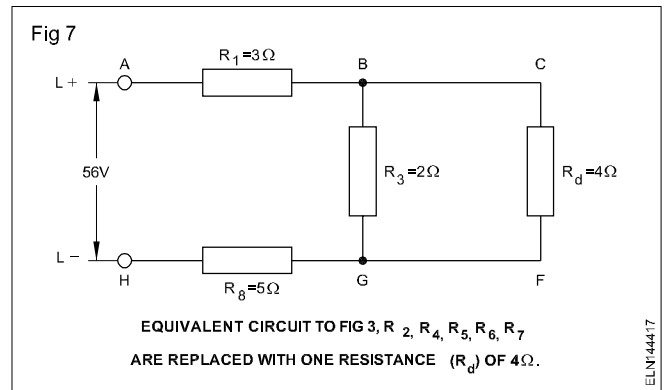 Fig 7
R1=3Ω
A B C
L+
56V
R3=2Ω
Rd=4Ω
L-
H G F
R8=5Ω
EQUIVALENT CIRCUIT TO FIG 3, R 2, R4, R5, R6, R7
ARE REPLACED WITH ONE RESISTANCE (Rd) OF 4Ω.
ELN144417